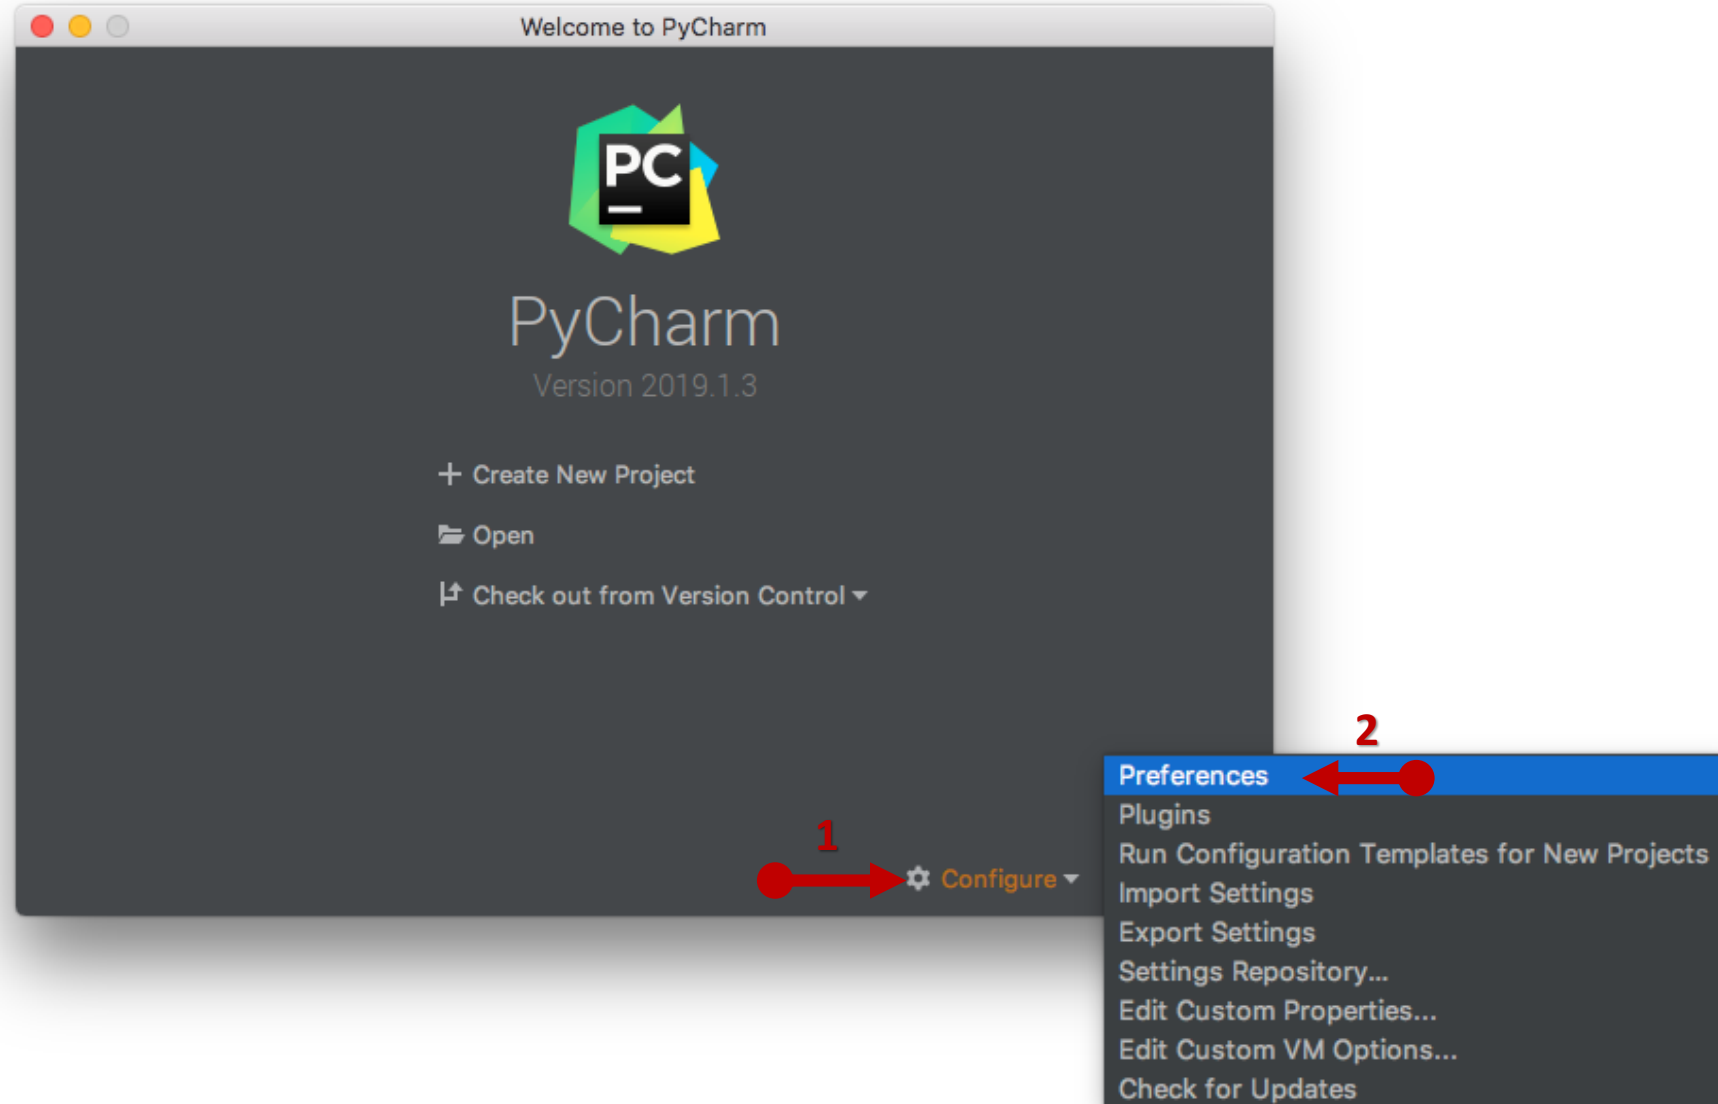 Welcome to PyCharm
PC
PyCharm
Version 2019.1.3
Create New Project
Open
Check out from Version Control
2
Preferences
Plugins
1
Run Configuration Templates for New Projects
Configure
Import Settings
Export Settings
Settings Repository...
Edit Custom Properties...
Edit Custom VM Options...
Check for Updates